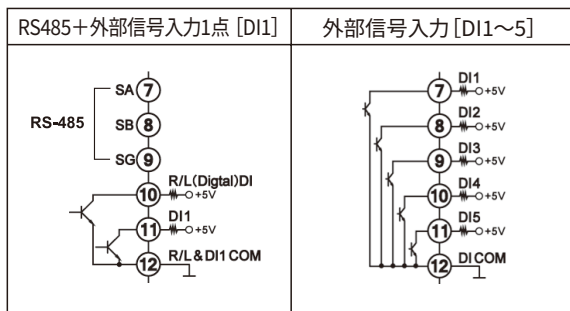 RS485＋外部信号入力1点 [DI1]
外部信号入力 [DI1～5]
RS-485
SA 7
SB 8
SG 9
10 R/L(Digtal)DI
+5V
11 DI1
+5V
12 R/L & DI1 COM
7 DI1
+5V
8 DI2
+5V
9 DI3
+5V
10 DI4
+5V
11 DI5
+5V
12 DI COM